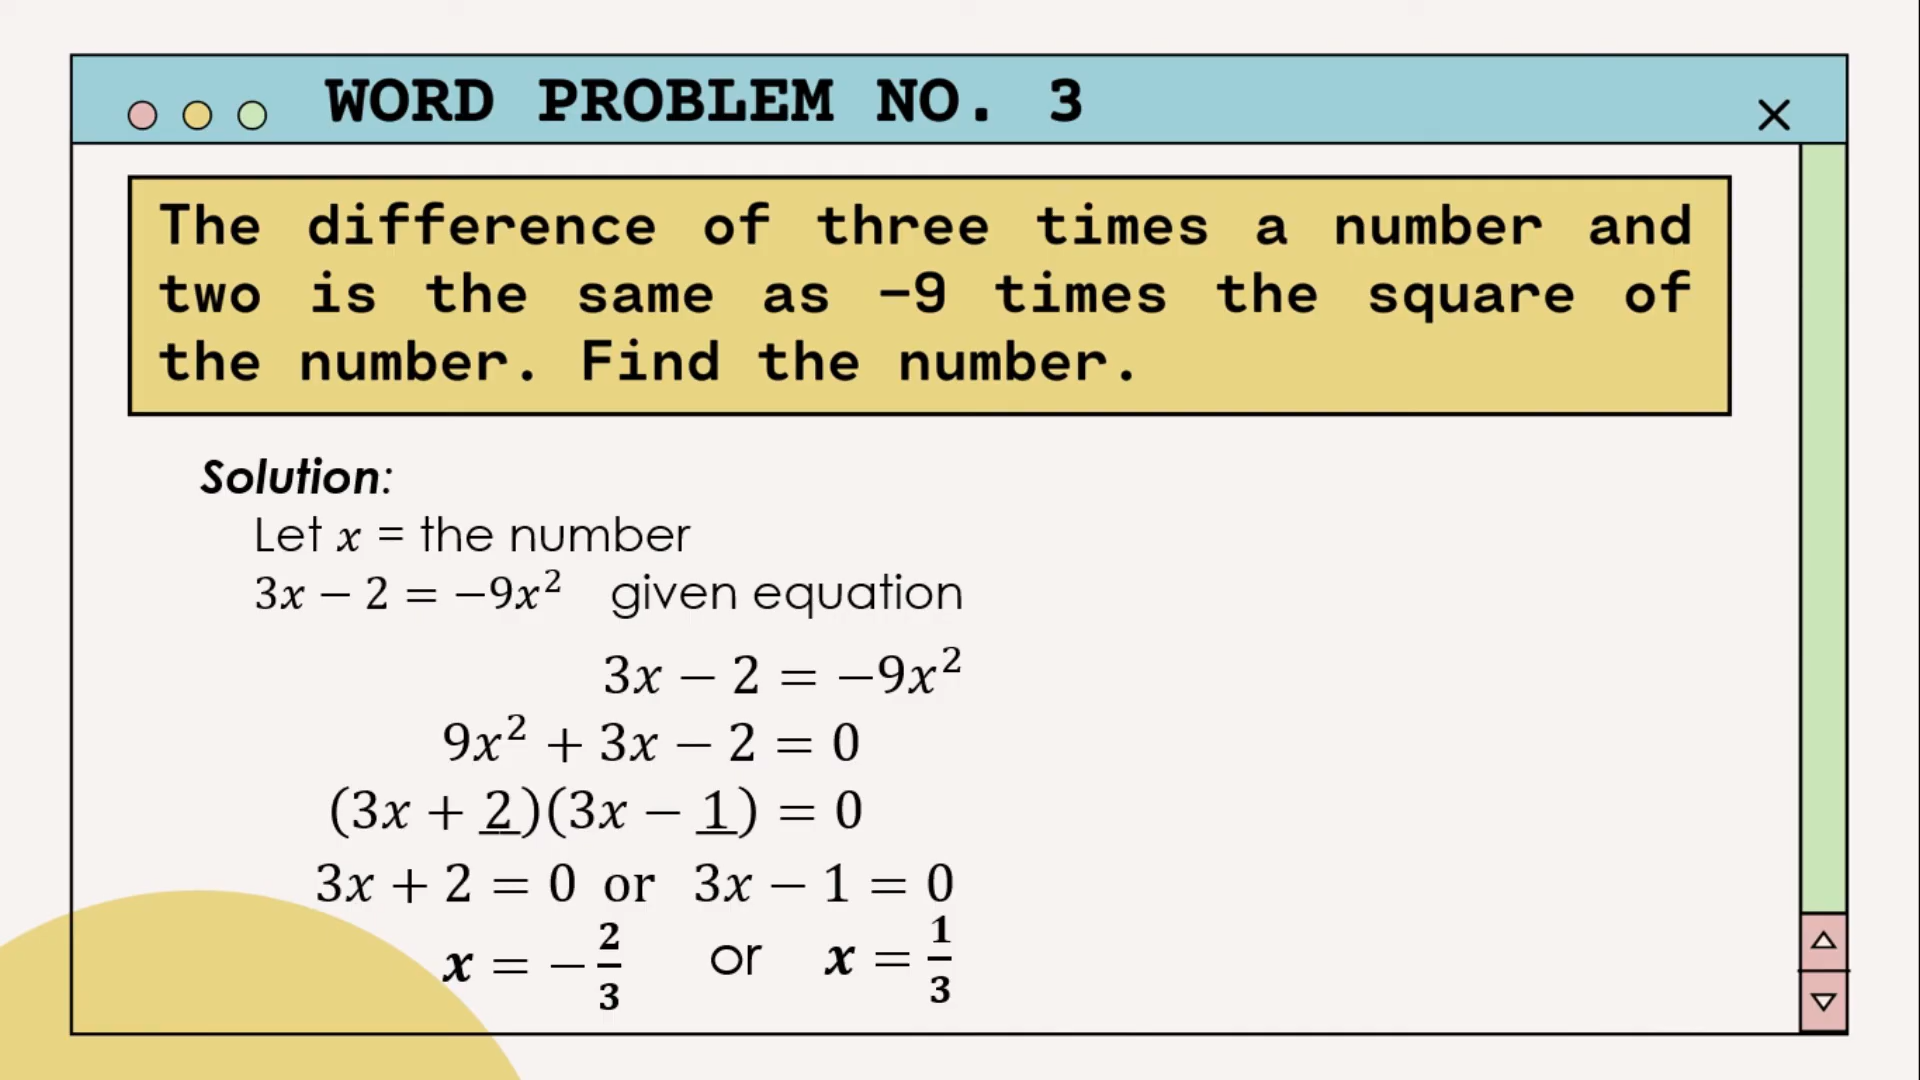 WORD PROBLEM NO. 3
The difference of three times a number and
two is the same as −9 times the square of
the number. Find the number.
Solution:
Let x = the number
3x − 2 = −9x² given equation
3x − 2 = −9x²
9x² + 3x − 2 = 0
(3x + 2)(3x − 1) = 0
3x + 2 = 0 or 3x − 1 = 0
x = −2/3 or x = 1/3